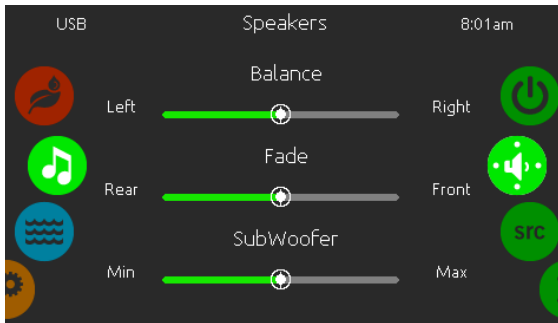 USB Speakers 8:01am
Balance
Left Right
Fade
Rear Front
src
SubWoofer
Min Max